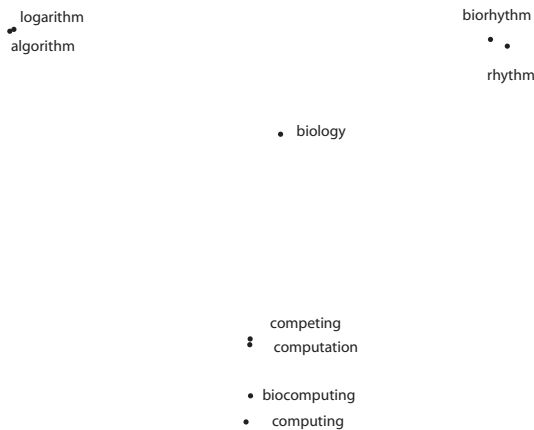 logarithm
algorithm
biorhythm
rhythm
biology
competing
computation
biocomputing
computing